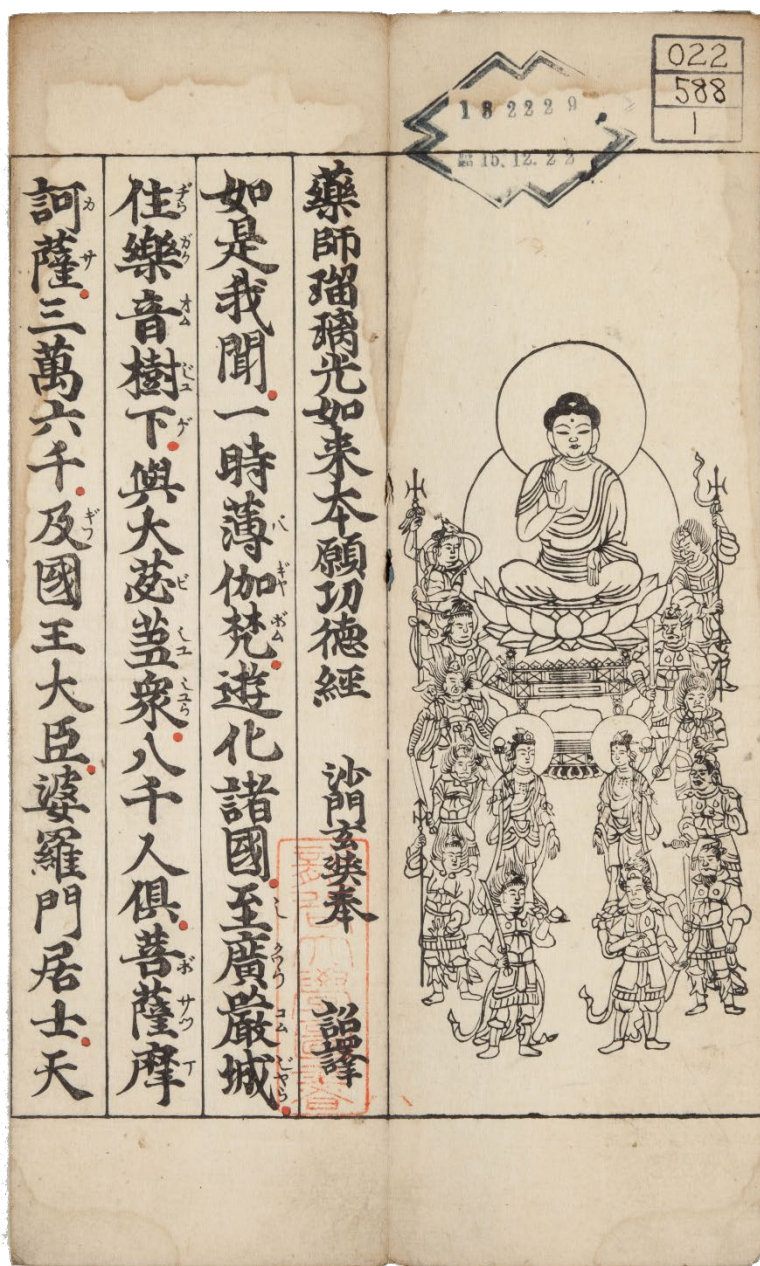 022
588
1
182229
藥師瑠璃光如来本願功徳經 沙門玄奘奉 詔譯
如是我聞一時薄伽梵遊化諸國至廣嚴城
住樂音樹下與大苾蒭衆八千人俱菩薩摩
訶薩三萬六千及國王大臣婆羅門居士天